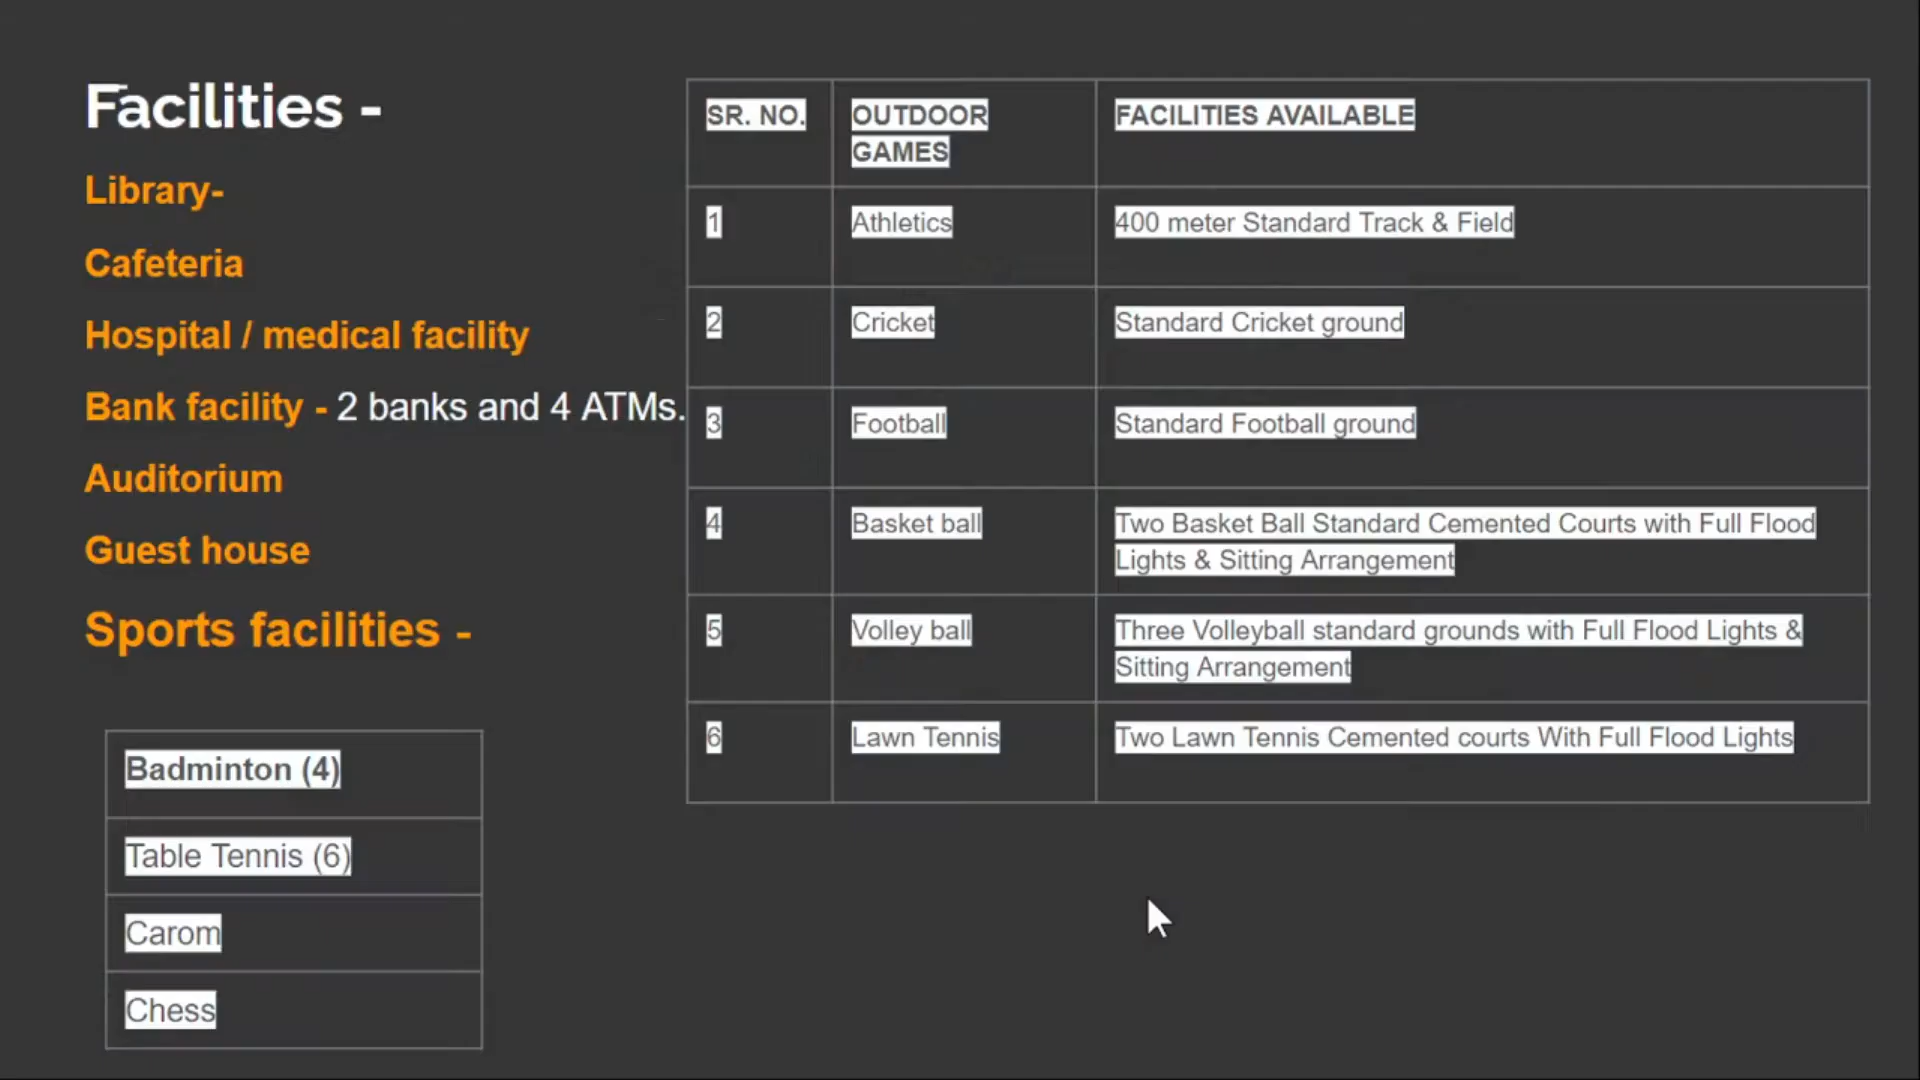 Facilities -
Library-
Cafeteria
Hospital / medical facility
Bank facility - 2 banks and 4 ATMs.
Auditorium
Guest house
Sports facilities -
Badminton (4)
Table Tennis (6)
Carom
Chess
SR. NO. OUTDOOR GAMES FACILITIES AVAILABLE
1 Athletics 400 meter Standard Track & Field
2 Cricket Standard Cricket ground
3 Football Standard Football ground
4 Basket ball Two Basket Ball Standard Cemented Courts with Full Flood
Lights & Sitting Arrangement
5 Volley ball Three Volleyball standard grounds with Full Flood Lights &
Sitting Arrangement
6 Lawn Tennis Two Lawn Tennis Cemented courts With Full Flood Lights